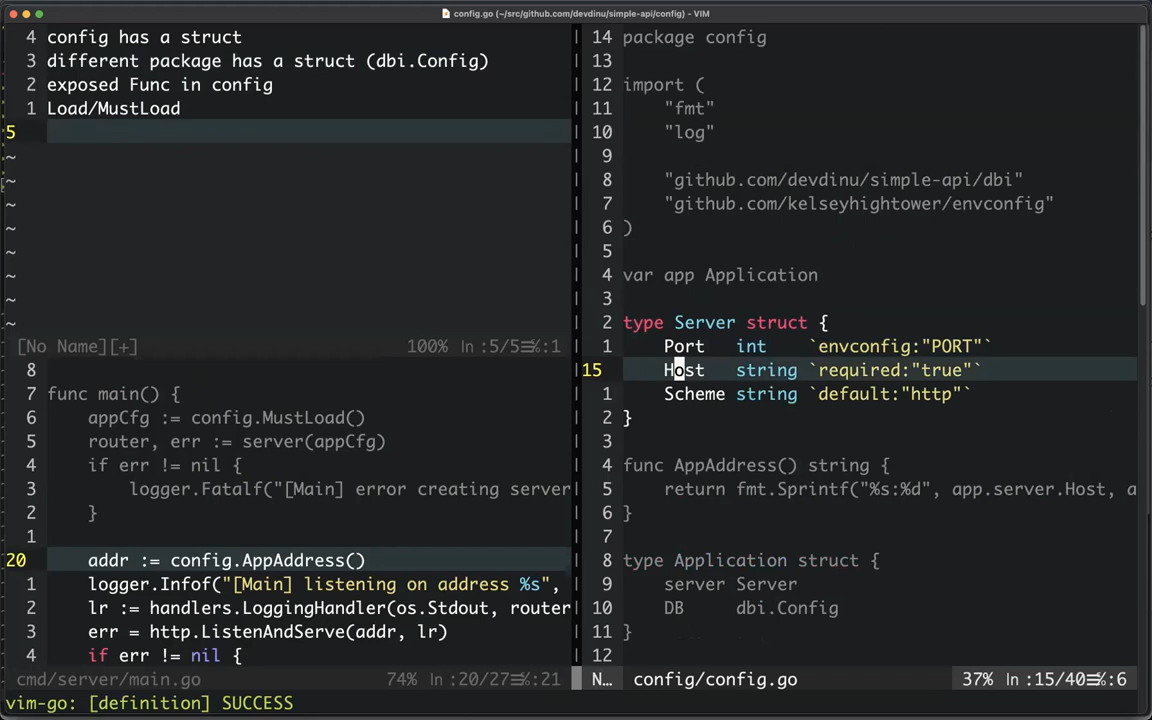 config.go (~/src/github.com/devdinu/simple-api/config) - VIM
4 config has a struct
3 different package has a struct (dbi.Config)
2 exposed Func in config
1 Load/MustLoad
5
~
~
~
~
~
~
~
~
[No Name][+] 100% ln :5/5☰℅:1
8
7 func main() {
6 appCfg := config.MustLoad()
5 router, err := server(appCfg)
4 if err != nil {
3 logger.Fatalf("[Main] error creating server
2 }
1
20 addr := config.AppAddress()
1 logger.Infof("[Main] listening on address %s",
2 lr := handlers.LoggingHandler(os.Stdout, router
3 err = http.ListenAndServe(addr, lr)
4 if err != nil {
cmd/server/main.go 74% ln :20/27☰℅:21
14 package config
13
12 import (
11 "fmt"
10 "log"
9
8 "github.com/devdinu/simple-api/dbi"
7 "github.com/kelseyhightower/envconfig"
6 )
5
4 var app Application
3
2 type Server struct {
1 Port int `envconfig:"PORT"`
15 Host string `required:"true"`
1 Scheme string `default:"http"`
2 }
3
4 func AppAddress() string {
5 return fmt.Sprintf("%s:%d", app.server.Host, a
6 }
7
8 type Application struct {
9 server Server
10 DB dbi.Config
11 }
12
N… config/config.go 37% ln :15/40☰℅:6
vim-go: [definition] SUCCESS